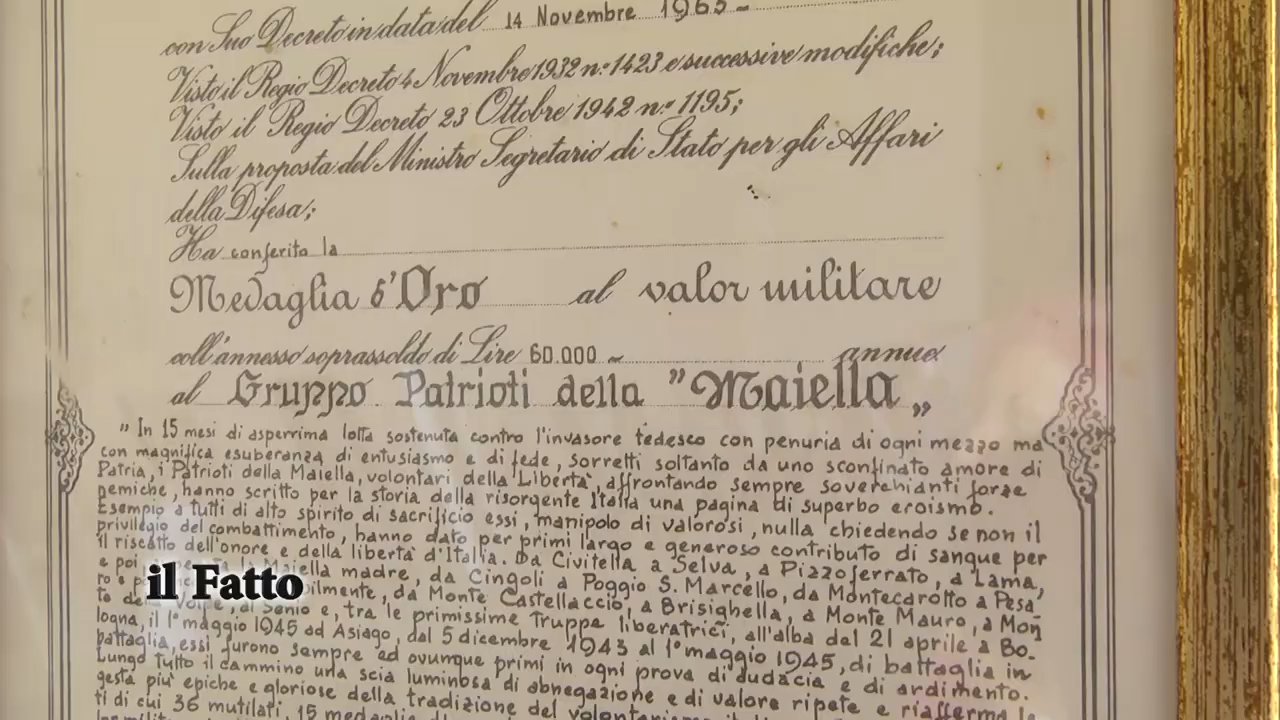 con Suo Decreto in data del 14 Novembre 1963
Visto il Regio Decreto 4 Novembre 1932 n.° 1423 e successive modifiche;
Visto il Regio Decreto 23 Ottobre 1942 n.° 1195;
Sulla proposta del Ministro Segretario di Stato per gli Affari
della Difesa;
Ha conferito la
Medaglia d'Oro al valor militare
coll'annesso soprassoldo di Lire 60.000 annue
al Gruppo Patrioti della "Maiella"
" In 15 mesi di asperrima lotta sostenuta contro l'invasore tedesco con penuria di ogni mezzo ma
con magnifica esuberanza di entusiasmo e di fede, sorretti soltanto da uno sconfinato amore di
Patria, i Patrioti della Maiella, volontari della Libertà, affrontando sempre soverchianti forze
nemiche, hanno scritto per la storia della risorgente Italia una pagina di superbo eroismo.
Esempio a tutti di alto spirito di sacrificio essi, manipolo di valorosi, nulla chiedendo se non il
privilegio del combattimento, hanno dato per primi largo e generoso contributo di sangue per
il riscatto dell'onore e della libertà d'Italia. Da Civitella a Selva, a Pizzoferrato, a Lama,
e poi la Maiella madre, da Cingoli a Poggio S. Marcello, da Montecarotto a Pesa
ro e da Monte Castellaccio, a Brisighella, a Monte Mauro, a Mon
te della Volpe, al Senio e, tra le primissime truppe liberatrici, all'alba del 21 aprile a Bo-
logna, il 1° maggio 1945 ad Asiago, dal 5 dicembre 1943 al 1° maggio 1945, di battaglia in
battaglia, essi furono sempre ed ovunque primi in ogni prova di audacia e di ardimento.
Lungo tutto il cammino una scia luminosa di abnegazione e di valore ripete e riafferma le
gesta più epiche e gloriose della tradizione del
ti di cui 36 mutilati, 15
il Fatto